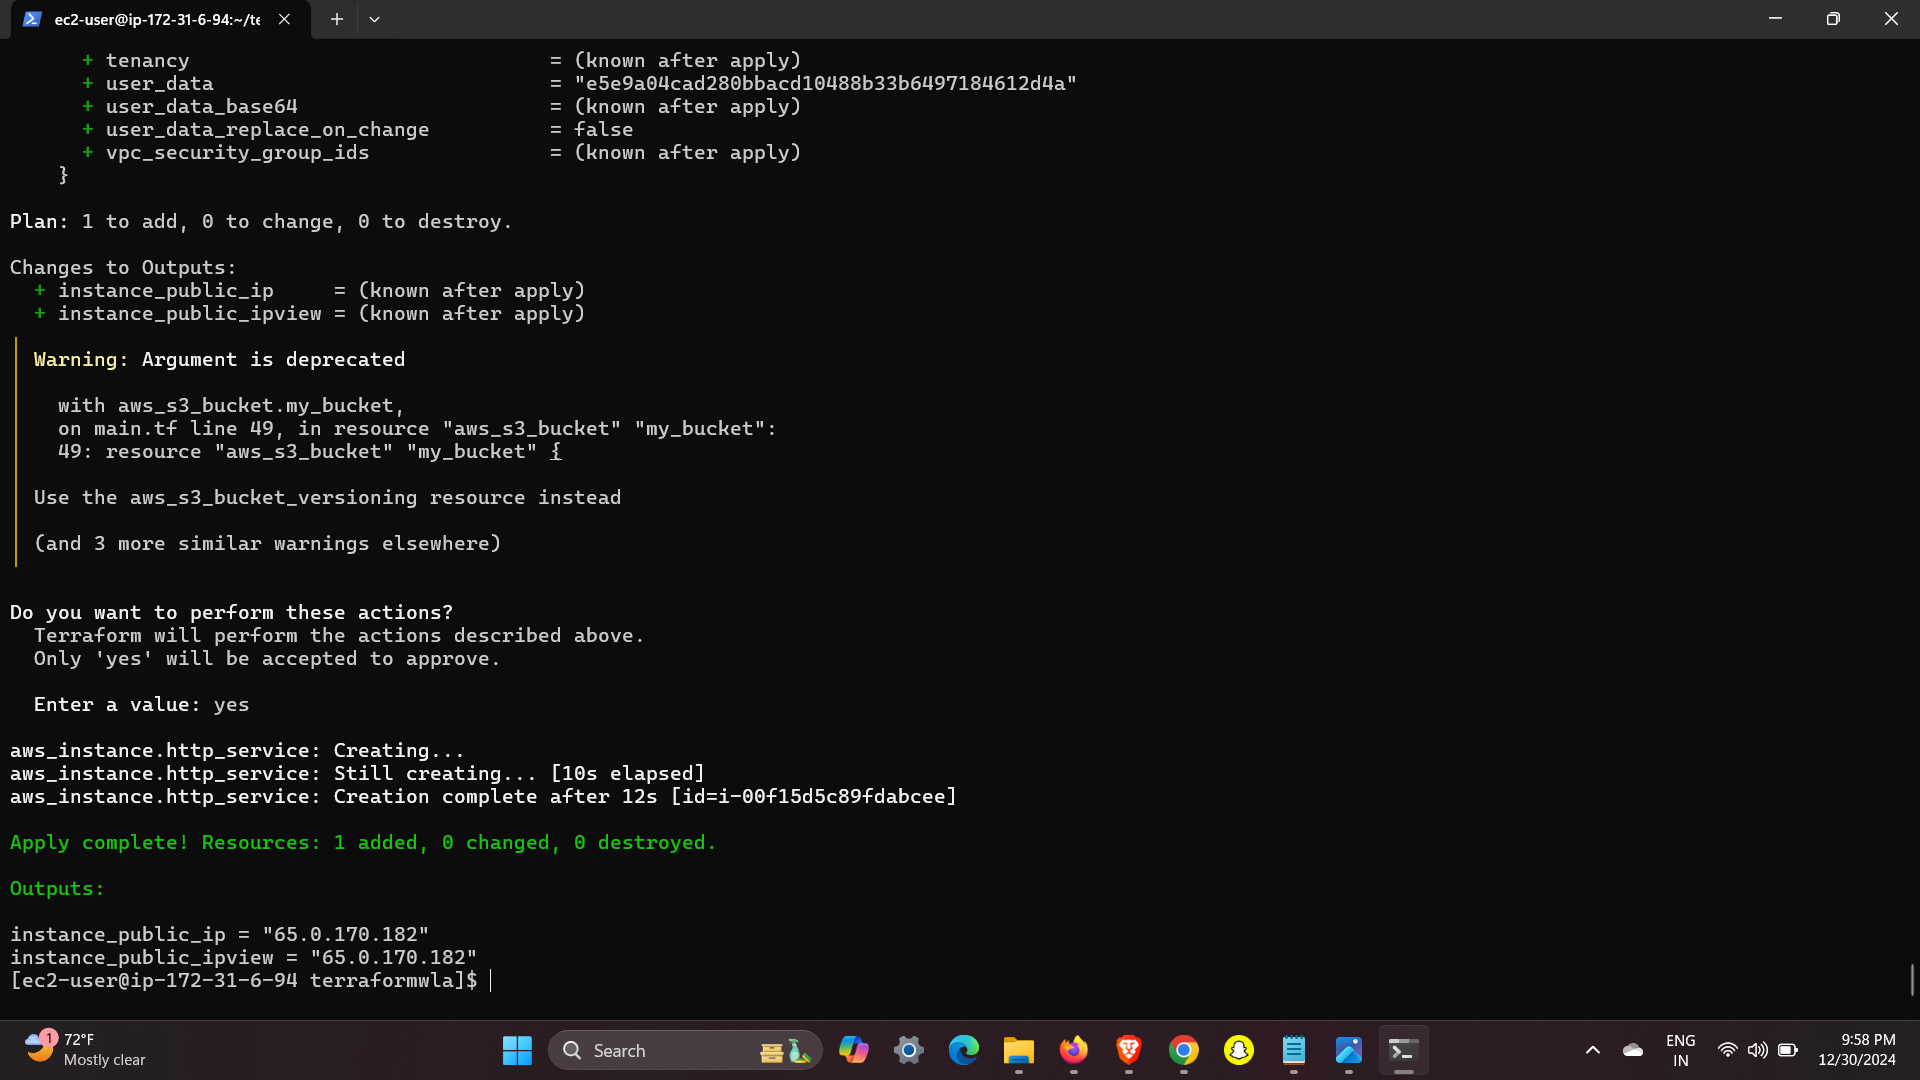 ec2-user@ip-172-31-6-94:~/te
+ tenancy = (known after apply)
+ user_data = "e5e9a04cad280bbacd10488b33b6497184612d4a"
+ user_data_base64 = (known after apply)
+ user_data_replace_on_change = false
+ vpc_security_group_ids = (known after apply)
}
Plan: 1 to add, 0 to change, 0 to destroy.
Changes to Outputs:
+ instance_public_ip = (known after apply)
+ instance_public_ipview = (known after apply)
Warning: Argument is deprecated
with aws_s3_bucket.my_bucket,
on main.tf line 49, in resource "aws_s3_bucket" "my_bucket":
49: resource "aws_s3_bucket" "my_bucket" {
Use the aws_s3_bucket_versioning resource instead
(and 3 more similar warnings elsewhere)
Do you want to perform these actions?
Terraform will perform the actions described above.
Only 'yes' will be accepted to approve.
Enter a value: yes
aws_instance.http_service: Creating...
aws_instance.http_service: Still creating... [10s elapsed]
aws_instance.http_service: Creation complete after 12s [id=i-00f15d5c89fdabcee]
Apply complete! Resources: 1 added, 0 changed, 0 destroyed.
Outputs:
instance_public_ip = "65.0.170.182"
instance_public_ipview = "65.0.170.182"
[ec2-user@ip-172-31-6-94 terraformwla]$
1
72°F
Mostly clear
Search
ENG
IN
9:58 PM
12/30/2024